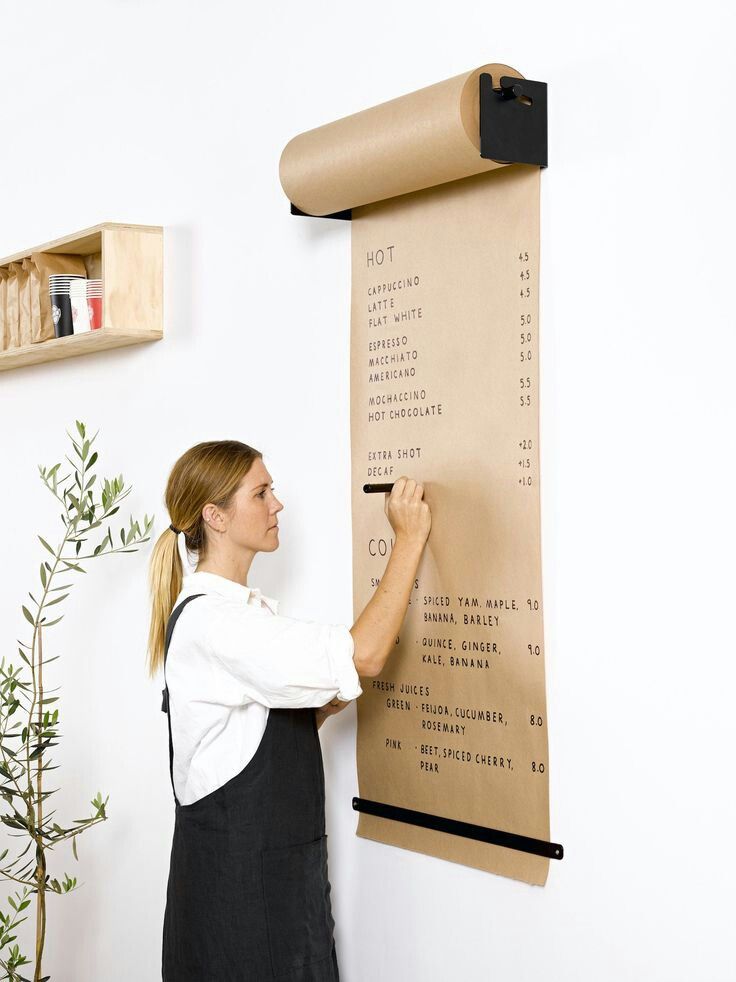 HOT
CAPPUCCINO 4.5
LATTE 4.5
FLAT WHITE 4.5
ESPRESSO 5.0
MACCHIATO 5.0
AMERICANO 5.0
MOCHACCINO 5.5
HOT CHOCOLATE 5.5
EXTRA SHOT +2.0
DECAF +1.5
+1.0
- SPICED YAM. MAPLE, 9.0
BANANA, BARLEY
- QUINCE, GINGER, 9.0
KALE, BANANA
FRESH JUICES
GREEN - FEIJOA, CUCUMBER, 8.0
ROSEMARY
PINK - BEET, SPICED CHERRY, 8.0
PEAR